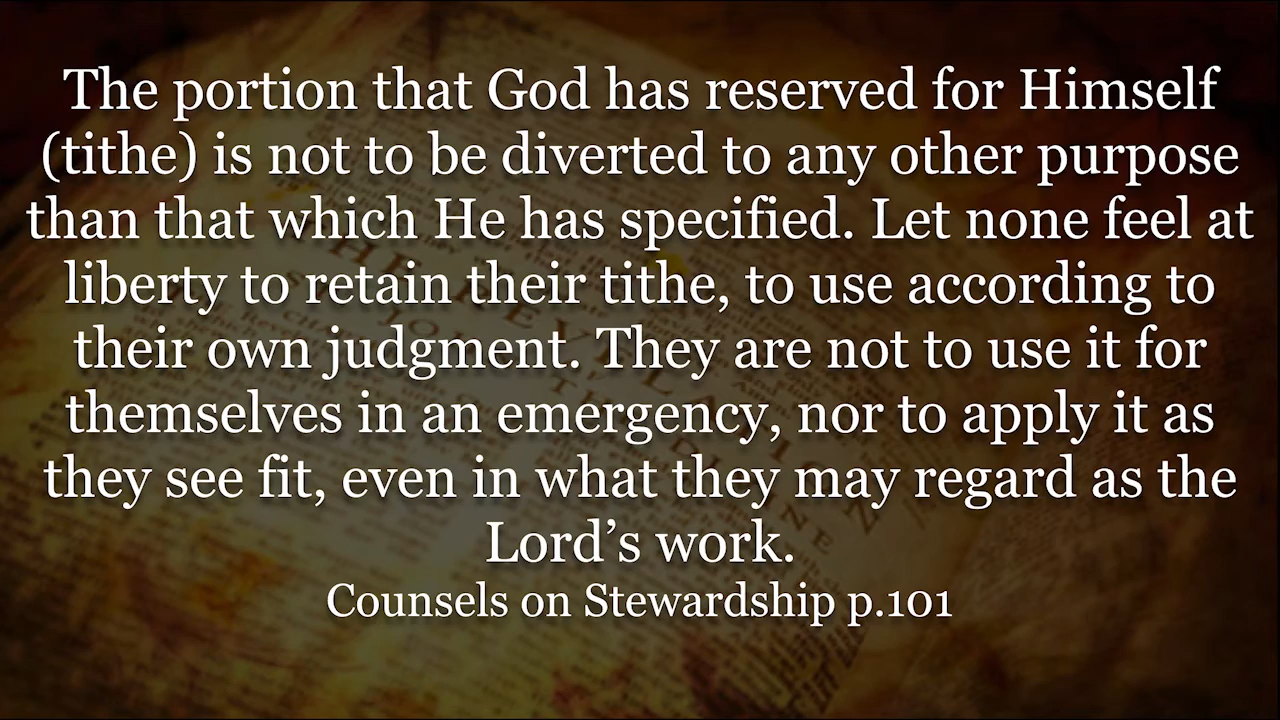 The portion that God has reserved for Himself
(tithe) is not to be diverted to any other purpose
than that which He has specified. Let none feel at
liberty to retain their tithe, to use according to
their own judgment. They are not to use it for
themselves in an emergency, nor to apply it as
they see fit, even in what they may regard as the
Lord’s work.
Counsels on Stewardship p.101